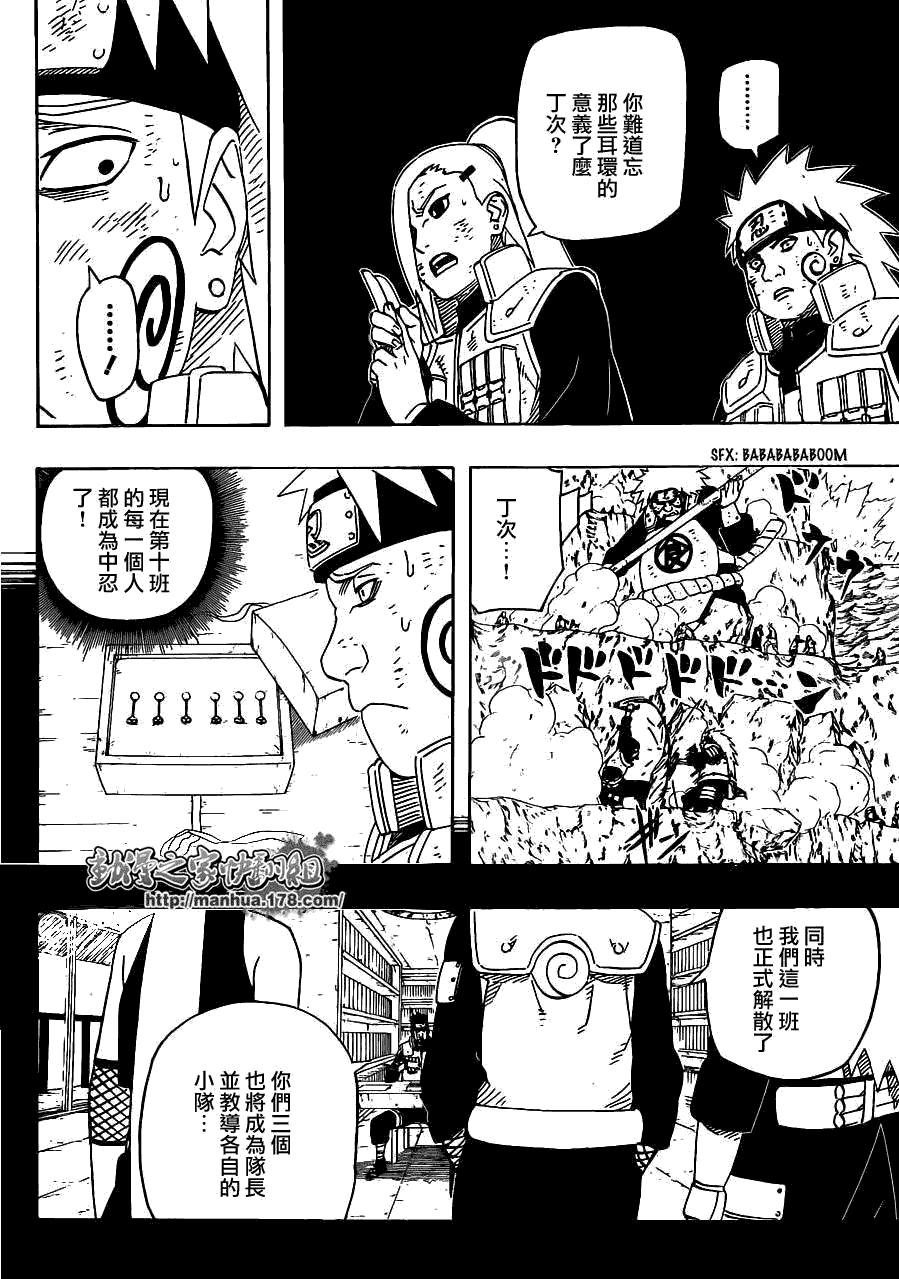 ………
你難道忘
那些耳環的
意義了麼
丁次？
……！
SFX: BABABABABOOM
丁次…！
ドドドドド…
現在第十班
的每一個人
都成為中忍
了！
忍
http://manhua.178.com/
同時
我們這一班
也正式解散了
你們三個
也將成為隊長
並教導各自的
小隊…